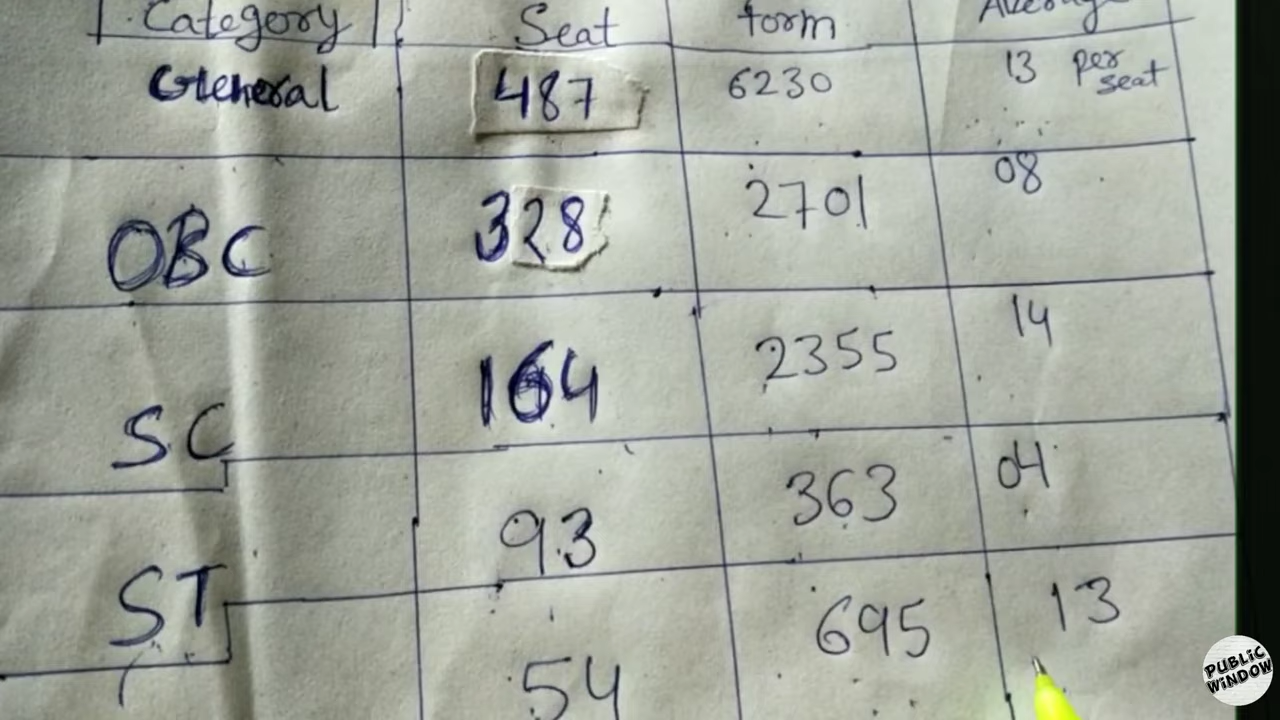 Category Seat form Average
General 487 6230 13 per seat
OBC 328 2701 08
SC 164 2355 14
ST 93 363 04
54 695 13
PUBLIC
WINDOW